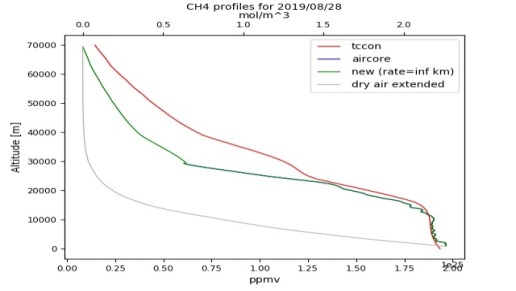 CH4 profiles for 2019/08/28
mol/m^3
0.0 0.5 1.0 1.5 2.0
70000
60000
50000
40000
30000
20000
10000
0
Altitude [m]
tccon
aircore
new (rate=inf km)
dry air extended
1e25
0.00 0.25 0.50 0.75 1.00 1.25 1.50 1.75 2.00
ppmv